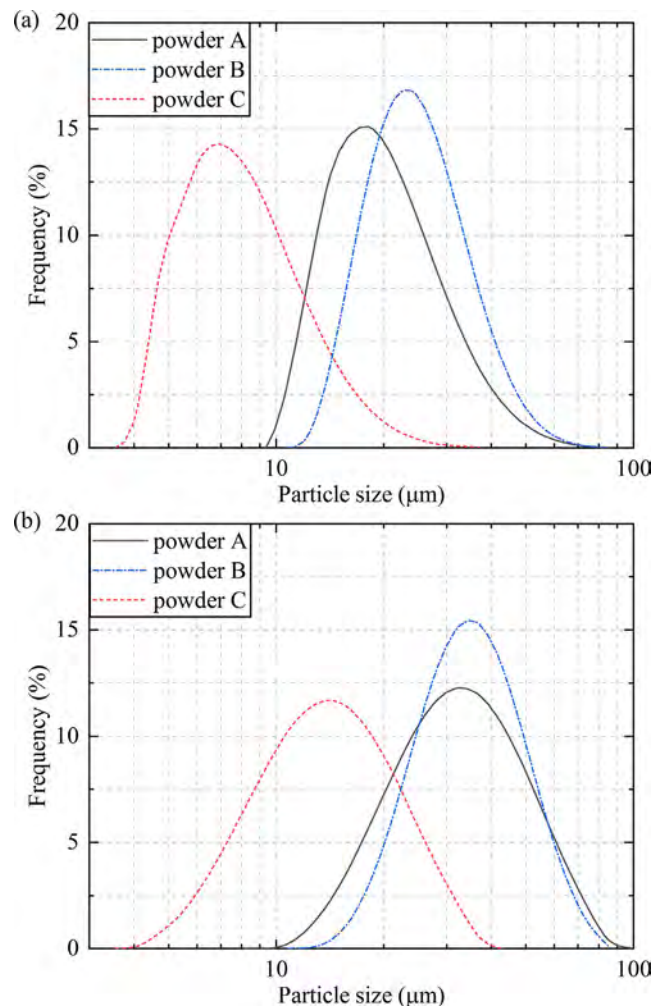 (a)
20
powder A
powder B
powder C
15
10
5
0
Frequency (%)
10
100
Particle size (μm)
(b)
20
powder A
powder B
powder C
15
10
5
0
Frequency (%)
10
100
Particle size (μm)